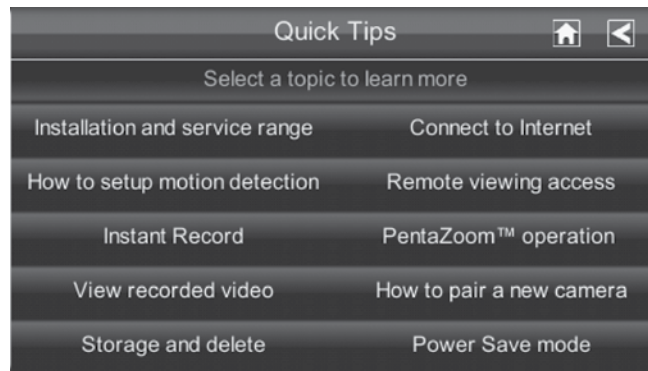 Quick Tips
Select a topic to learn more
Installation and service range
Connect to Internet
How to setup motion detection
Remote viewing access
Instant Record
PentaZoom™ operation
View recorded video
How to pair a new camera
Storage and delete
Power Save mode